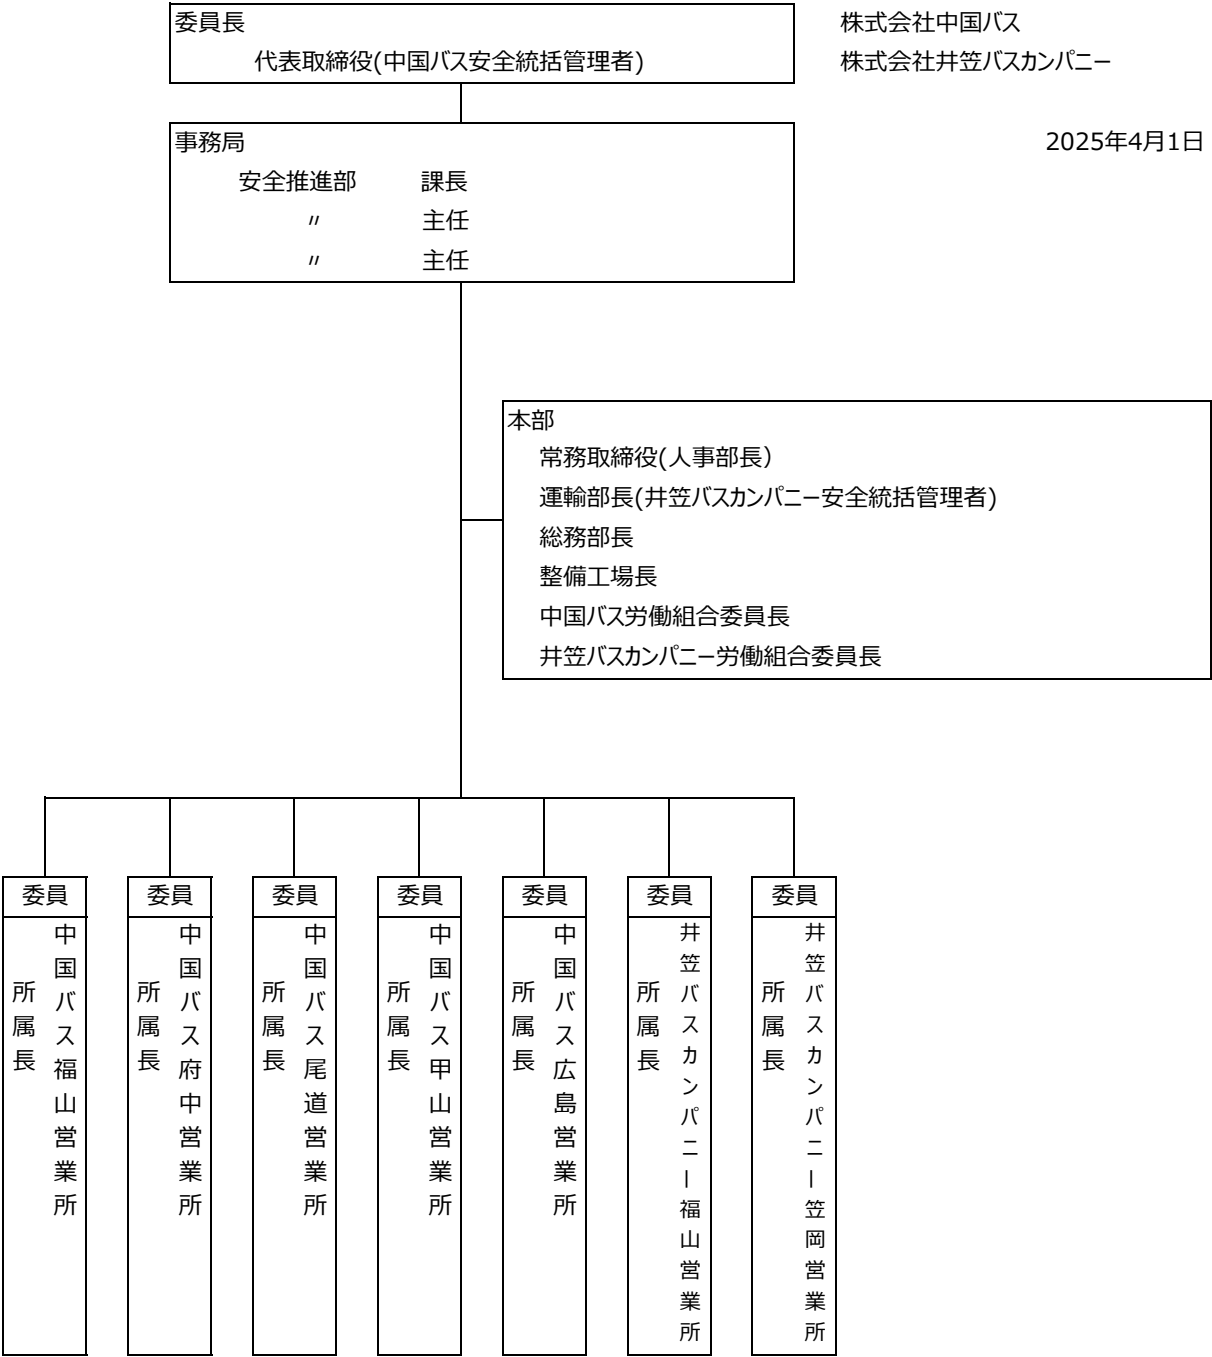 委員長
代表取締役(中国バス安全統括管理者)
株式会社中国バス
株式会社井笠バスカンパニー
2025年4月1日
事務局
安全推進部 課長
〃 主任
〃 主任
本部
常務取締役(人事部長）
運輸部長(井笠バスカンパニー安全統括管理者)
総務部長
整備工場長
中国バス労働組合委員長
井笠バスカンパニー労働組合委員長
委員
中国バス福山営業所
所属長
委員
中国バス府中営業所
所属長
委員
中国バス尾道営業所
所属長
委員
中国バス甲山営業所
所属長
委員
中国バス広島営業所
所属長
委員
井笠バスカンパニー福山営業所
所属長
委員
井笠バスカンパニー笠岡営業所
所属長